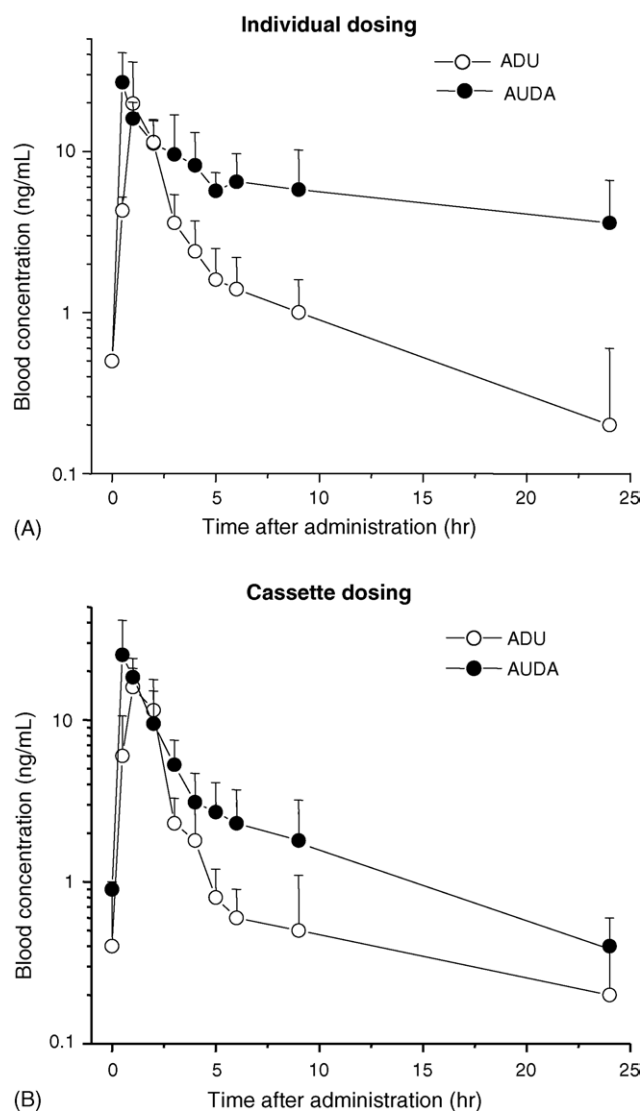 Individual dosing
ADU
AUDA
Blood concentration (ng/mL)
10
1
0.1
0 5 10 15 20 25
(A) Time after administration (hr)
Cassette dosing
ADU
AUDA
Blood concentration (ng/mL)
10
1
0.1
0 5 10 15 20 25
(B) Time after administration (hr)